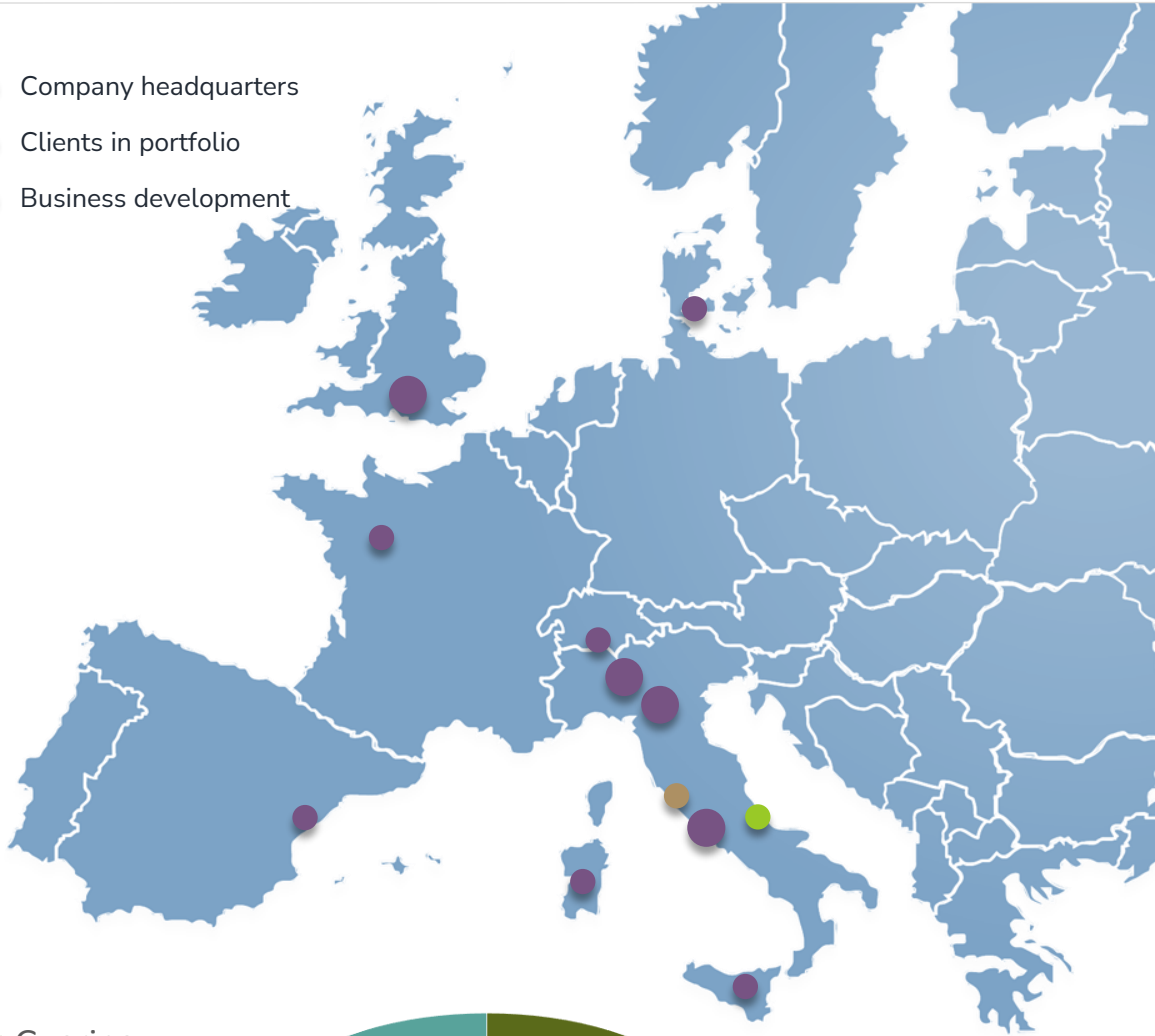 Company headquarters
Clients in portfolio
Business development